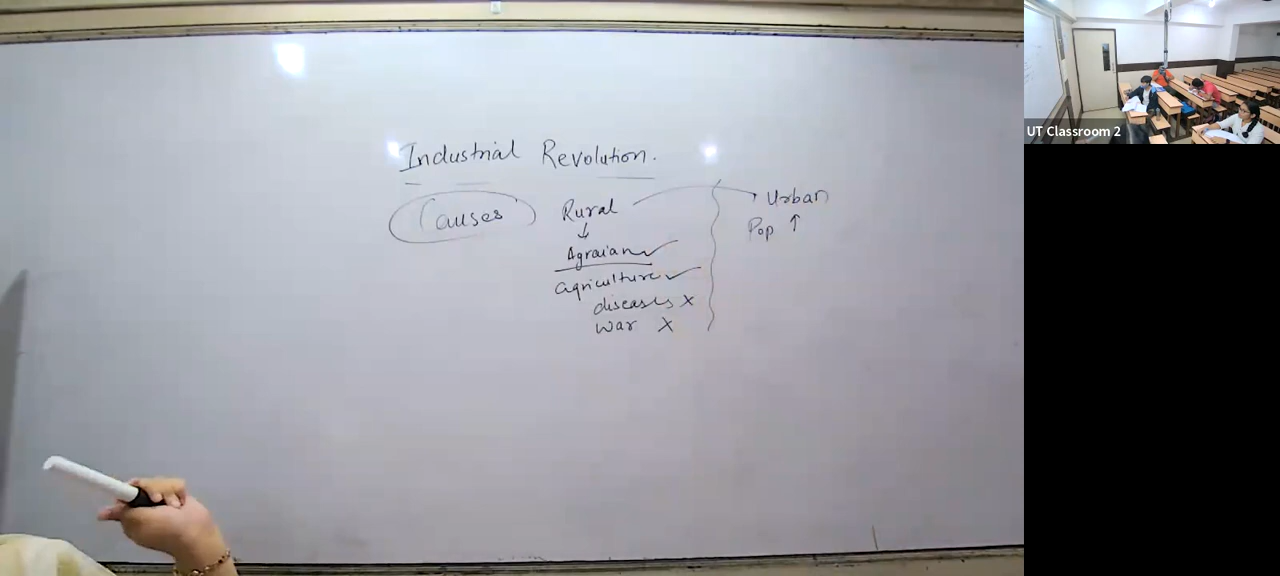 Industrial Revolution.
Causes
Rural
↓
Agraian ✓
agriculture ✓
diseases X
War X
Urban
Pop ↑
UT Classroom 2